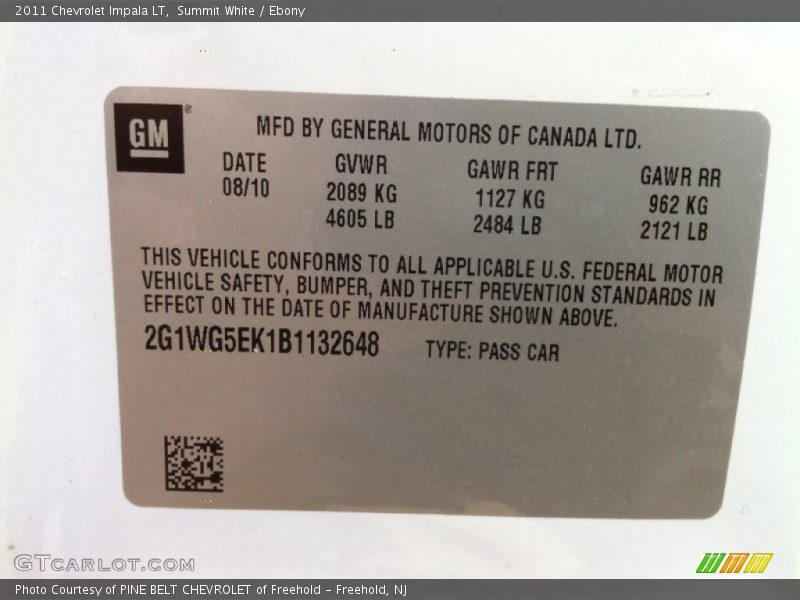 2011 Chevrolet Impala LT, Summit White / Ebony
GM®
MFD BY GENERAL MOTORS OF CANADA LTD.
DATE GVWR GAWR FRT GAWR RR
08/10 2089 KG 1127 KG 962 KG
4605 LB 2484 LB 2121 LB
THIS VEHICLE CONFORMS TO ALL APPLICABLE U.S. FEDERAL MOTOR
VEHICLE SAFETY, BUMPER, AND THEFT PREVENTION STANDARDS IN
EFFECT ON THE DATE OF MANUFACTURE SHOWN ABOVE.
2G1WG5EK1B1132648 TYPE: PASS CAR
GTCARLOT.COM
Photo Courtesy of PINE BELT CHEVROLET of Freehold - Freehold, NJ